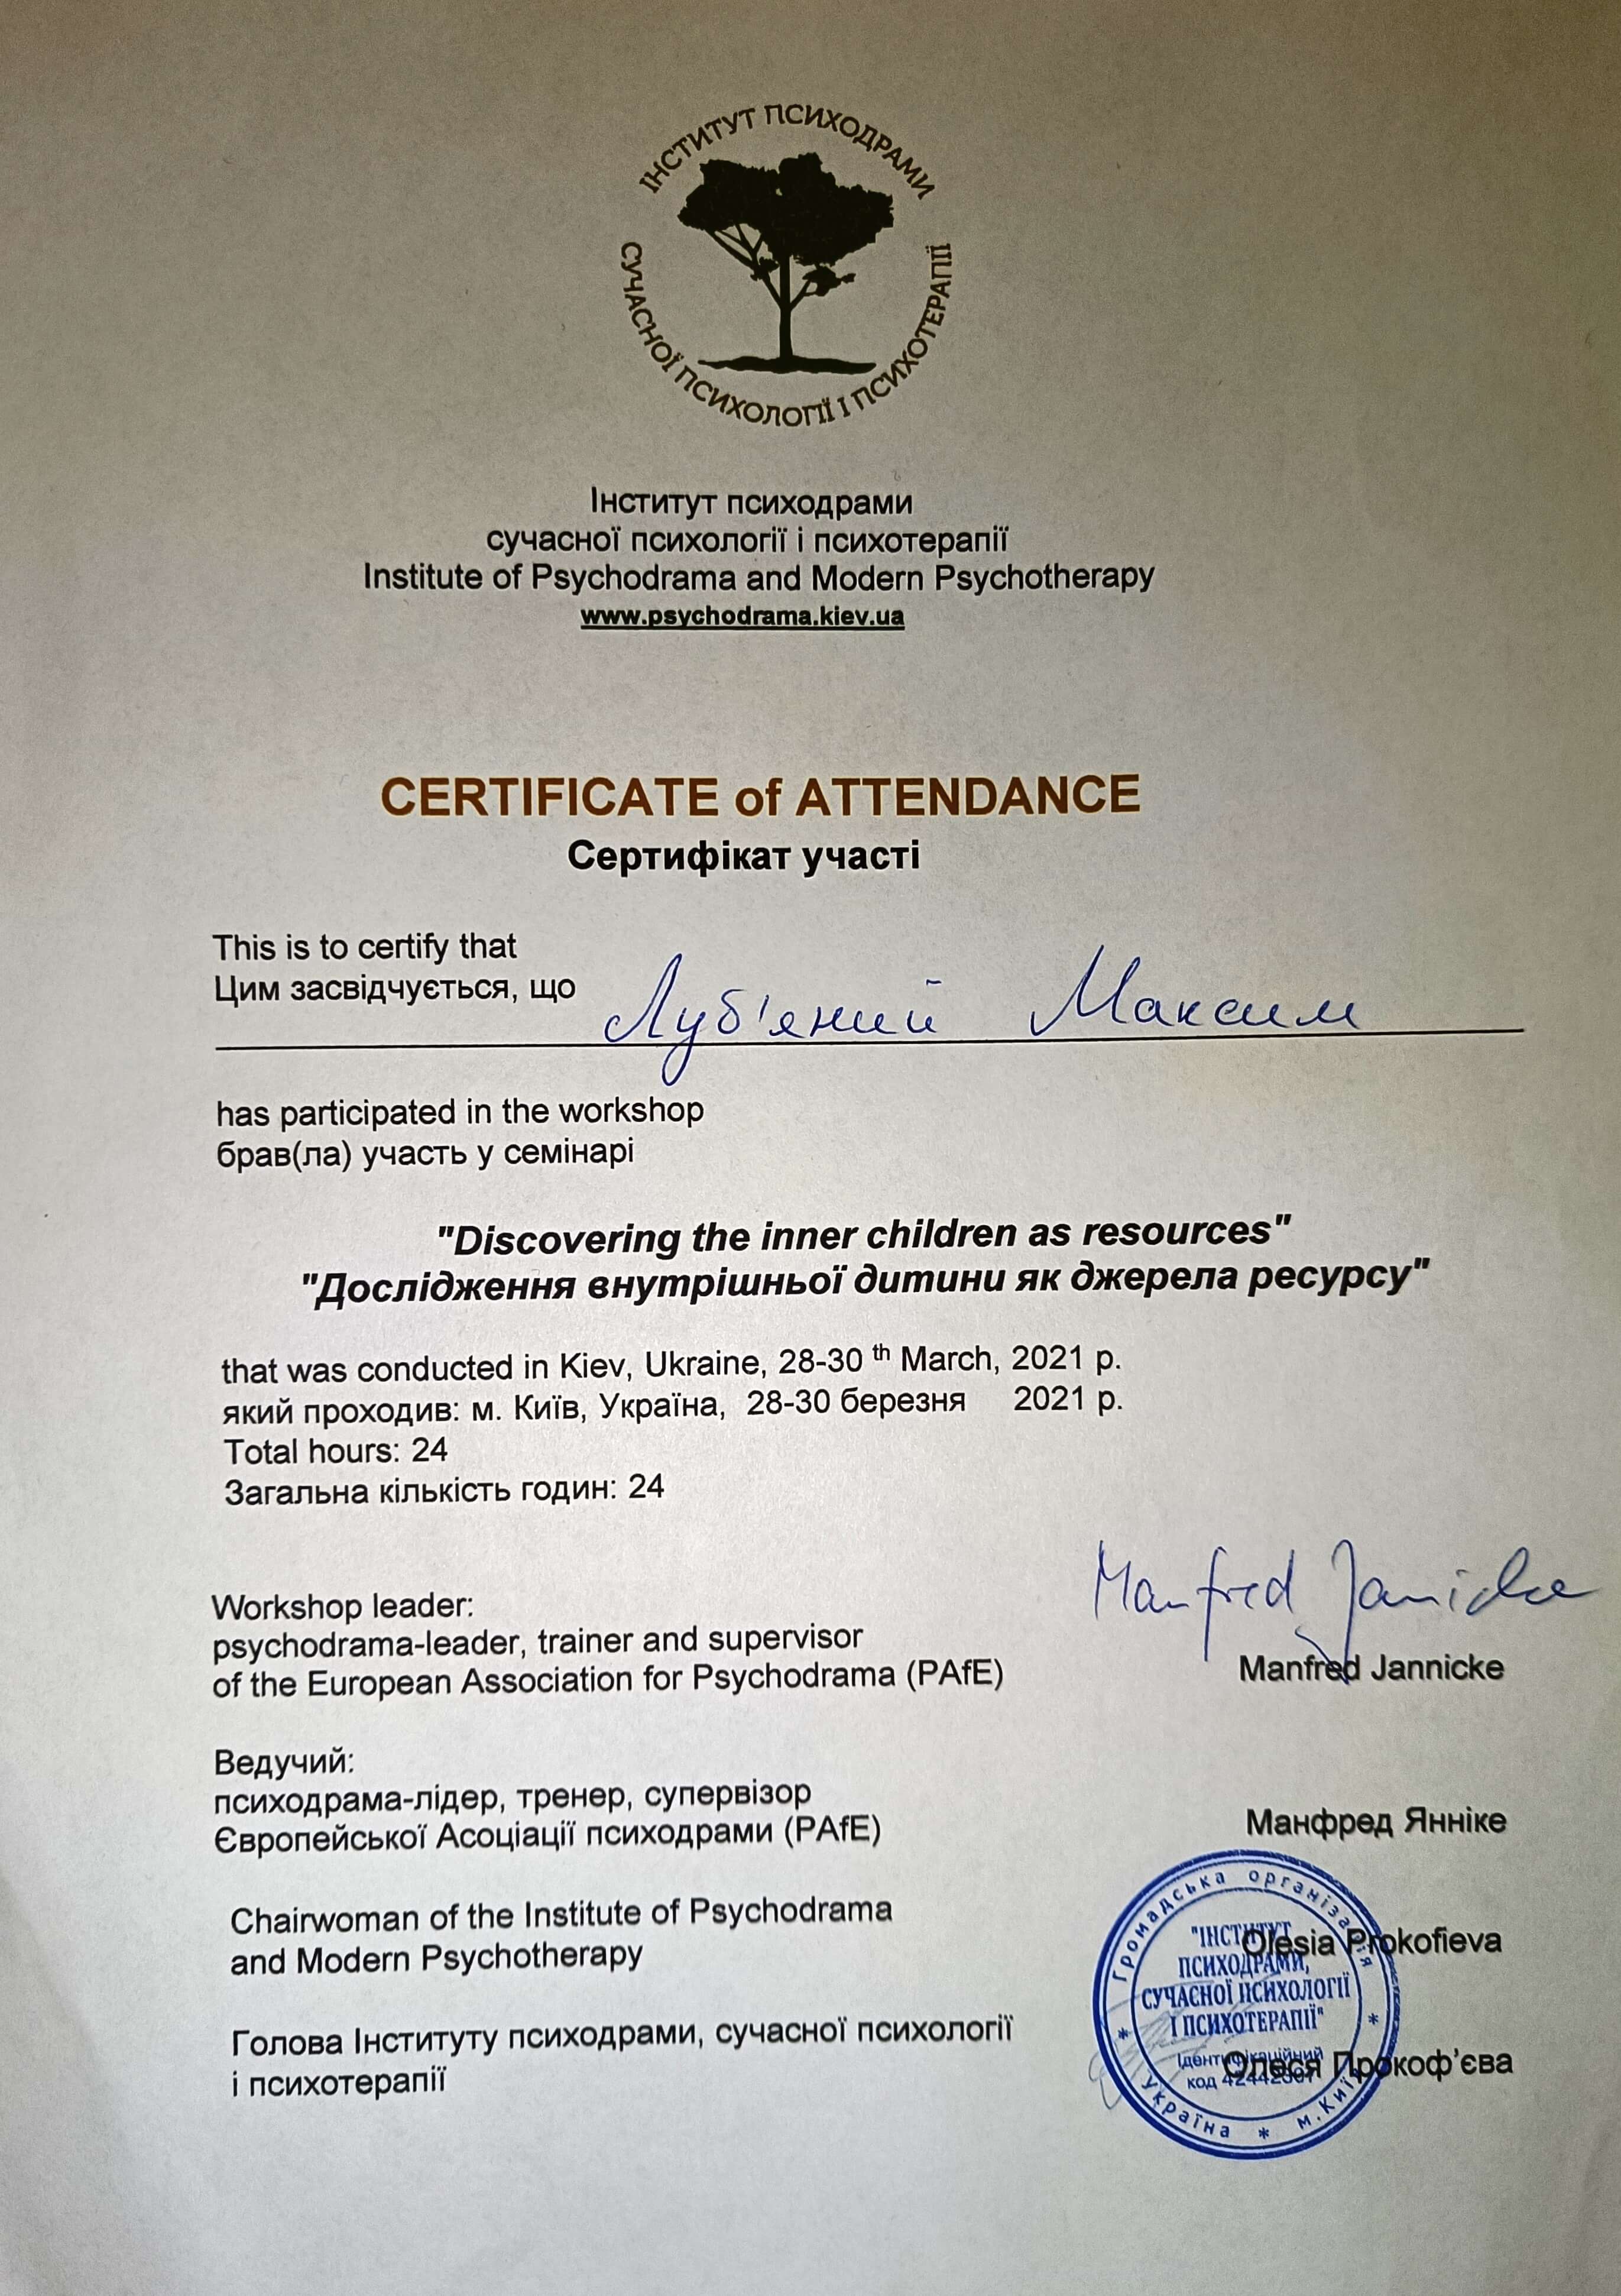 ІНСТИТУТ ПСИХОДРАМИ
СУЧАСНОЇ ПСИХОЛОГІЇ І ПСИХОТЕРАПІЇ
Інститут психодрами
сучасної психології і психотерапії
Institute of Psychodrama and Modern Psychotherapy
www.psychodrama.kiev.ua
CERTIFICATE of ATTENDANCE
Сертифікат участі
This is to certify that
Цим засвідчується, що Луб'яний Максим
has participated in the workshop
брав(ла) участь у семінарі
"Discovering the inner children as resources"
"Дослідження внутрішньої дитини як джерела ресурсу"
that was conducted in Kiev, Ukraine, 28-30 th March, 2021 р.
який проходив: м. Київ, Україна, 28-30 березня 2021 р.
Total hours: 24
Загальна кількість годин: 24
Manfred Jannicke
Workshop leader:
psychodrama-leader, trainer and supervisor
of the European Association for Psychodrama (PAfE) Manfred Jannicke
Ведучий:
психодрама-лідер, тренер, супервізор
Європейської Асоціації психодрами (PAfE) Манфред Янніке
Chairwoman of the Institute of Psychodrama
and Modern Psychotherapy Olesia Prokofieva
Голова Інституту психодрами, сучасної психології
і психотерапії Олеся Прокоф’єва
Громадська організація
"ІНСТИТУТ
ПСИХОДРАМИ,
СУЧАСНОЇ ПСИХОЛОГІЇ
І ПСИХОТЕРАПІЇ"
Ідентифікаційний
код
* Україна * м.Київ *